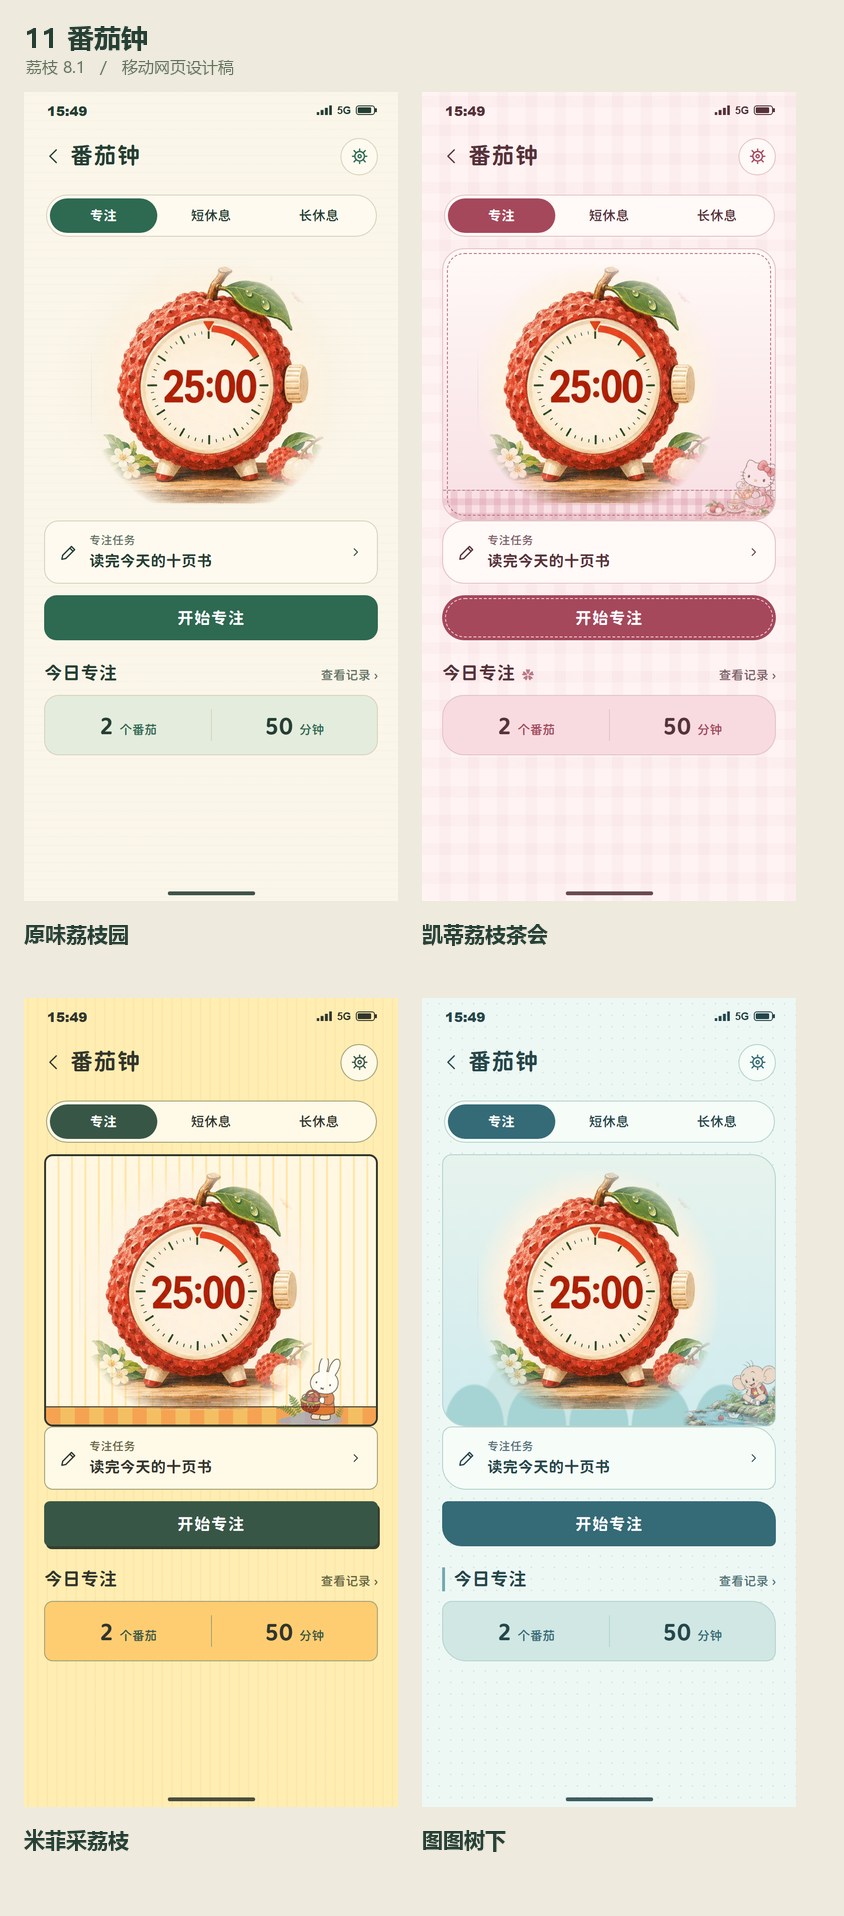 11 番茄钟
荔枝 8.1 / 移动网页设计稿
15:49
5G
番茄钟
专注
短休息
长休息
25:00
专注任务
读完今天的十页书
开始专注
今日专注
查看记录 ›
2 个番茄
50 分钟
原味荔枝园
15:49
5G
番茄钟
专注
短休息
长休息
25:00
专注任务
读完今天的十页书
开始专注
今日专注
查看记录 ›
2 个番茄
50 分钟
凯蒂荔枝茶会
15:49
5G
番茄钟
专注
短休息
长休息
25:00
专注任务
读完今天的十页书
开始专注
今日专注
查看记录 ›
2 个番茄
50 分钟
米菲采荔枝
15:49
5G
番茄钟
专注
短休息
长休息
25:00
专注任务
读完今天的十页书
开始专注
今日专注
查看记录 ›
2 个番茄
50 分钟
图图树下